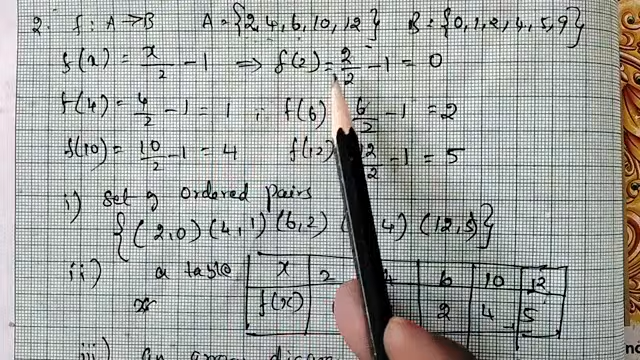 2. f: A→B A = {2,4,6,10,12} B = {0,1,2,4,5,9}
f(x) = x/2 - 1 ⇒ f(2) = 2/2 - 1 = 0
f(4) = 4/2 - 1 = 1 ; f(6) 6/2 - 1 = 2
f(10) = 10/2 - 1 = 4 f(12) 12/2 - 1 = 5
i) set of ordered pairs
{(2,0) (4,1) (6,2) ( 4) (12,5)}
ii) a table x 2 4 6 10 12
f(x) 2 4 5
iii) an arrow